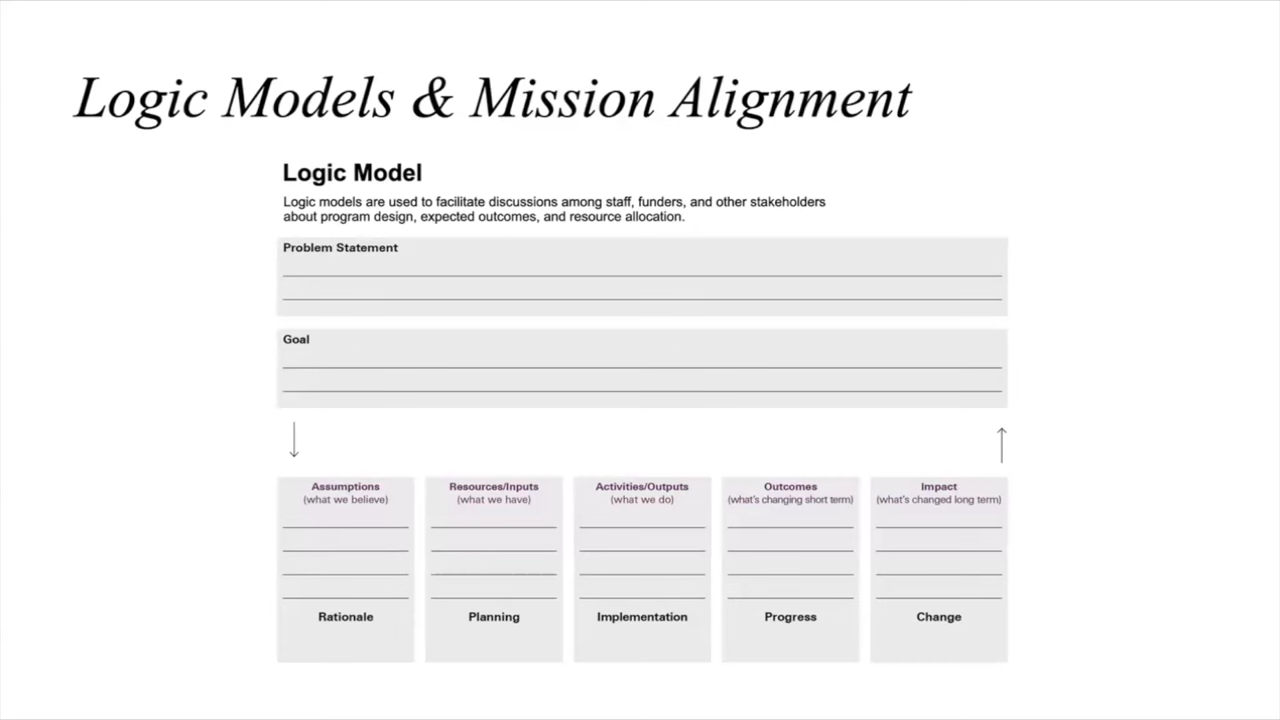 Logic Models & Mission Alignment
Logic Model
Logic models are used to facilitate discussions among staff, funders, and other stakeholders
about program design, expected outcomes, and resource allocation.
Problem Statement
Goal
Assumptions
(what we believe)
Rationale
Resources/Inputs
(what we have)
Planning
Activities/Outputs
(what we do)
Implementation
Outcomes
(what's changing short term)
Progress
Impact
(what's changed long term)
Change